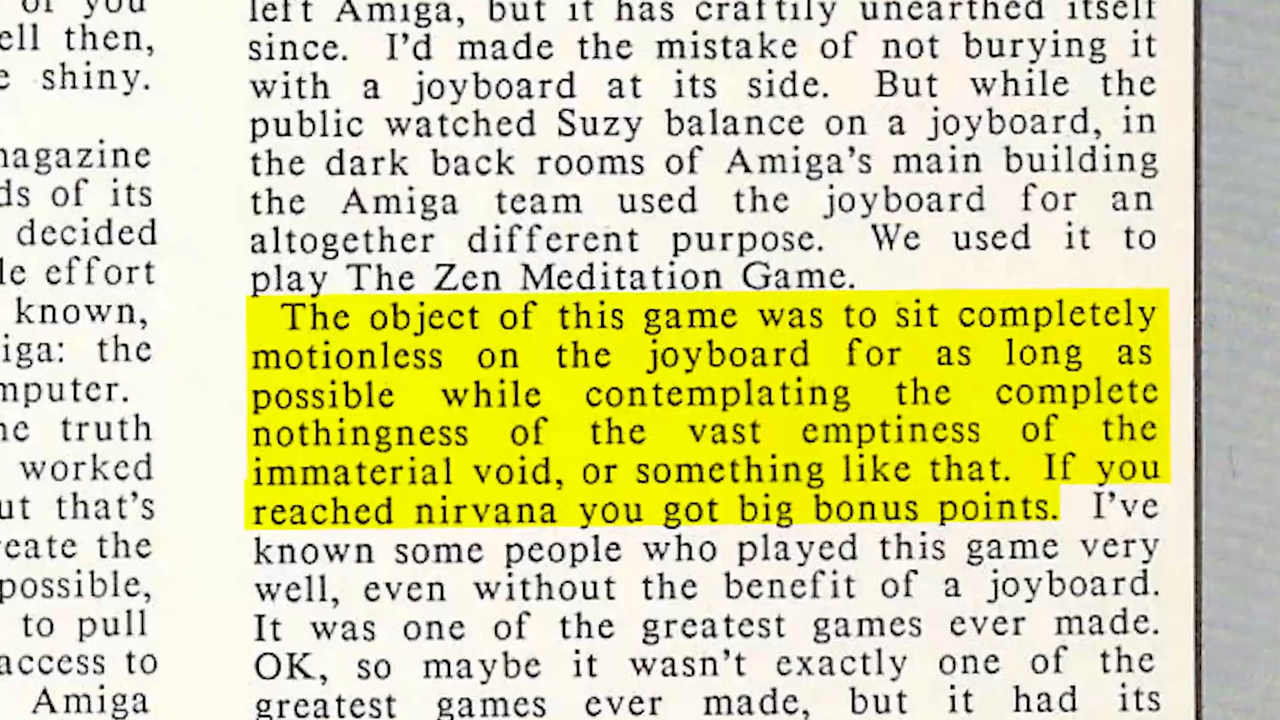 of you
ell then,
e shiny.
magazine
ds of its
decided
le effort
known,
iga: the
mputer.
he truth
worked
ut that's
reate the
possible,
to pull
access to
Amiga
left Amiga, but it has craftily unearthed itself
since. I'd made the mistake of not burying it
with a joyboard at its side. But while the
public watched Suzy balance on a joyboard, in
the dark back rooms of Amiga's main building
the Amiga team used the joyboard for an
altogether different purpose. We used it to
play The Zen Meditation Game.
The object of this game was to sit completely
motionless on the joyboard for as long as
possible while contemplating the complete
nothingness of the vast emptiness of the
immaterial void, or something like that. If you
reached nirvana you got big bonus points. I've
known some people who played this game very
well, even without the benefit of a joyboard.
It was one of the greatest games ever made.
OK, so maybe it wasn't exactly one of the
greatest games ever made, but it had its